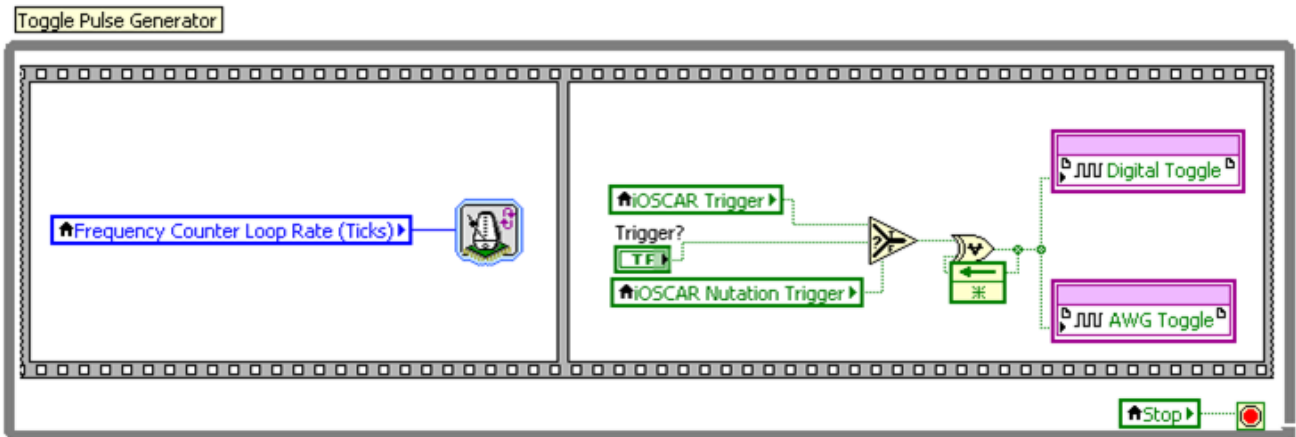 Toggle Pulse Generator
Frequency Counter Loop Rate (Ticks)
iOSCAR Trigger
Trigger?
TF
iOSCAR Nutation Trigger
?
T
F
Digital Toggle
AWG Toggle
Stop